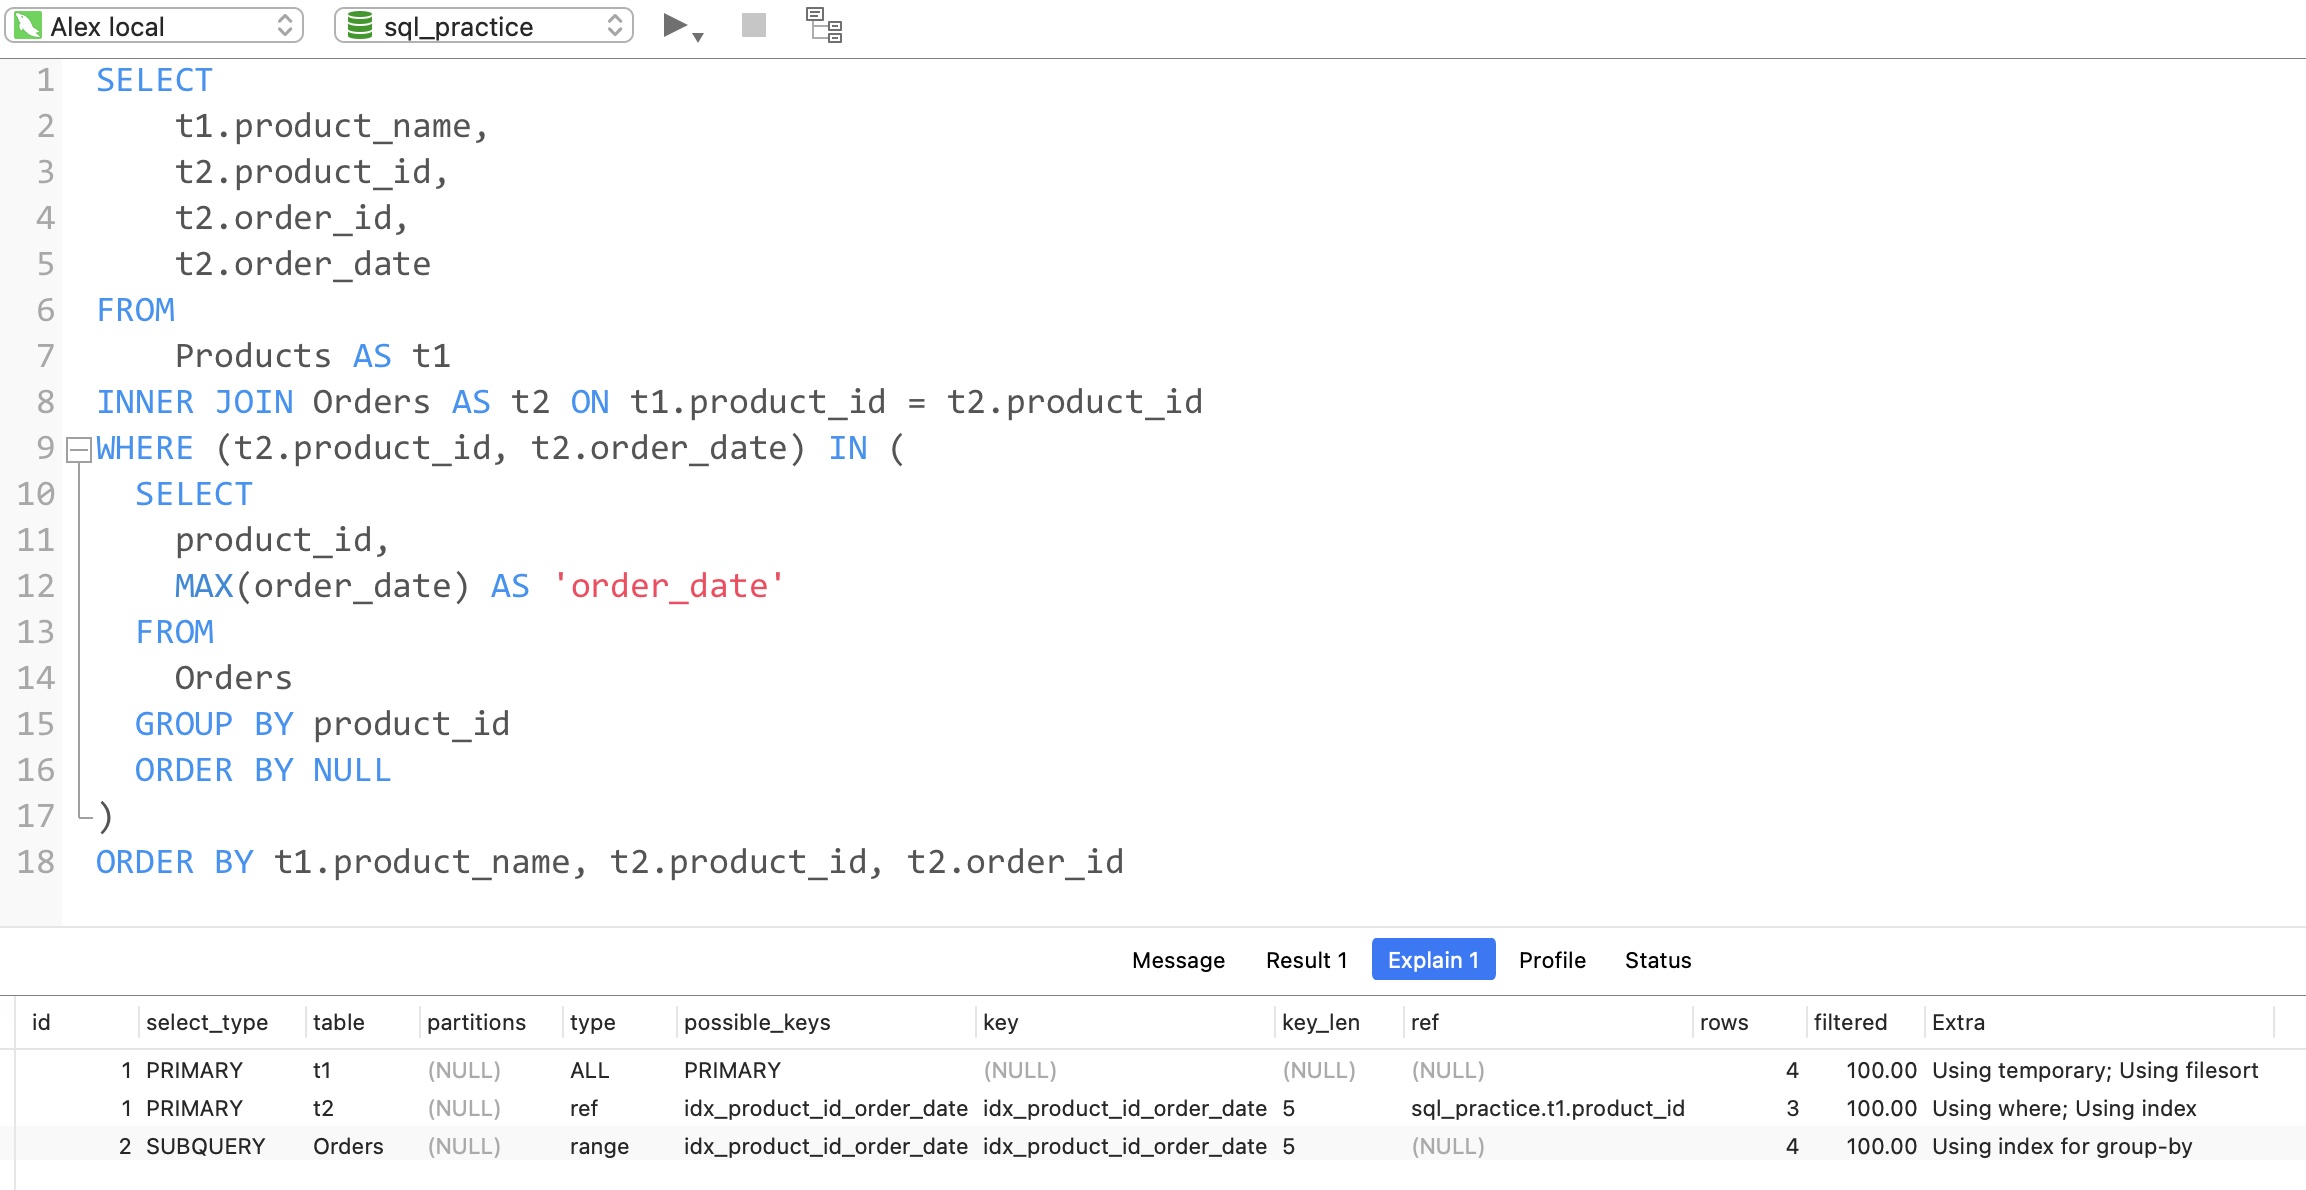 Alex local sql_practice
1 SELECT
2 t1.product_name,
3 t2.product_id,
4 t2.order_id,
5 t2.order_date
6 FROM
7 Products AS t1
8 INNER JOIN Orders AS t2 ON t1.product_id = t2.product_id
9 WHERE (t2.product_id, t2.order_date) IN (
10 SELECT
11 product_id,
12 MAX(order_date) AS 'order_date'
13 FROM
14 Orders
15 GROUP BY product_id
16 ORDER BY NULL
17 )
18 ORDER BY t1.product_name, t2.product_id, t2.order_id
Message Result 1 Explain 1 Profile Status
id select_type table partitions type possible_keys key key_len ref rows filtered Extra
1 PRIMARY t1 (NULL) ALL PRIMARY (NULL) (NULL) (NULL) 4 100.00 Using temporary; Using filesort
1 PRIMARY t2 (NULL) ref idx_product_id_order_date idx_product_id_order_date 5 sql_practice.t1.product_id 3 100.00 Using where; Using index
2 SUBQUERY Orders (NULL) range idx_product_id_order_date idx_product_id_order_date 5 (NULL) 4 100.00 Using index for group-by